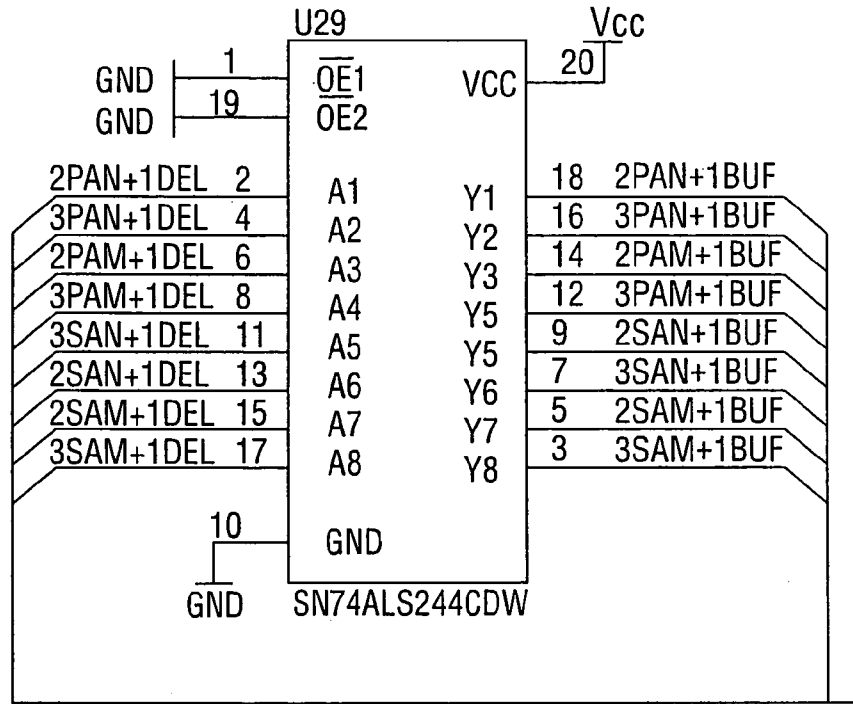 U29 Vcc
GND 1 OE1 VCC 20
GND 19 OE2
2PAN+1DEL 2 A1 Y1 18 2PAN+1BUF
3PAN+1DEL 4 A2 Y2 16 3PAN+1BUF
2PAM+1DEL 6 A3 Y3 14 2PAM+1BUF
3PAM+1DEL 8 A4 Y5 12 3PAM+1BUF
3SAN+1DEL 11 A5 Y5 9 2SAN+1BUF
2SAN+1DEL 13 A6 Y6 7 3SAN+1BUF
2SAM+1DEL 15 A7 Y7 5 2SAM+1BUF
3SAM+1DEL 17 A8 Y8 3 3SAM+1BUF
10 GND
GND SN74ALS244CDW